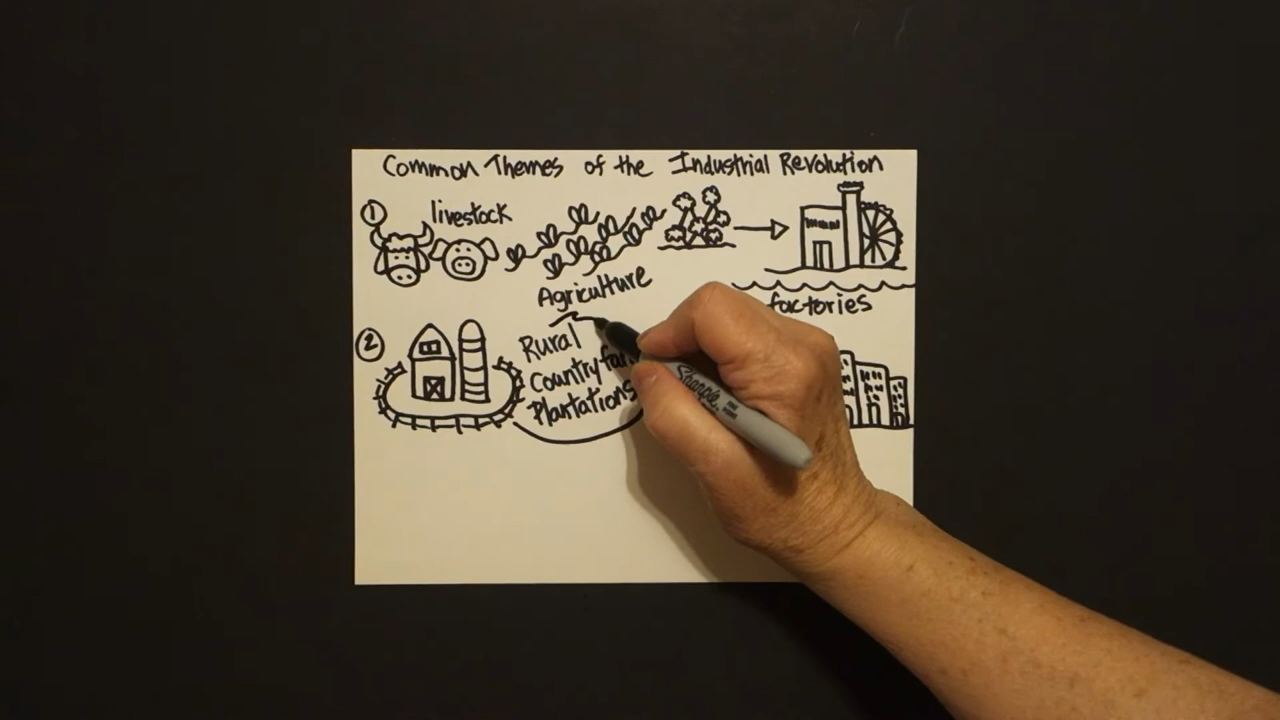 Common Themes of the Industrial Revolution
① livestock
Agriculture
factories
②
Rural
Country
Plantations
Sharpie